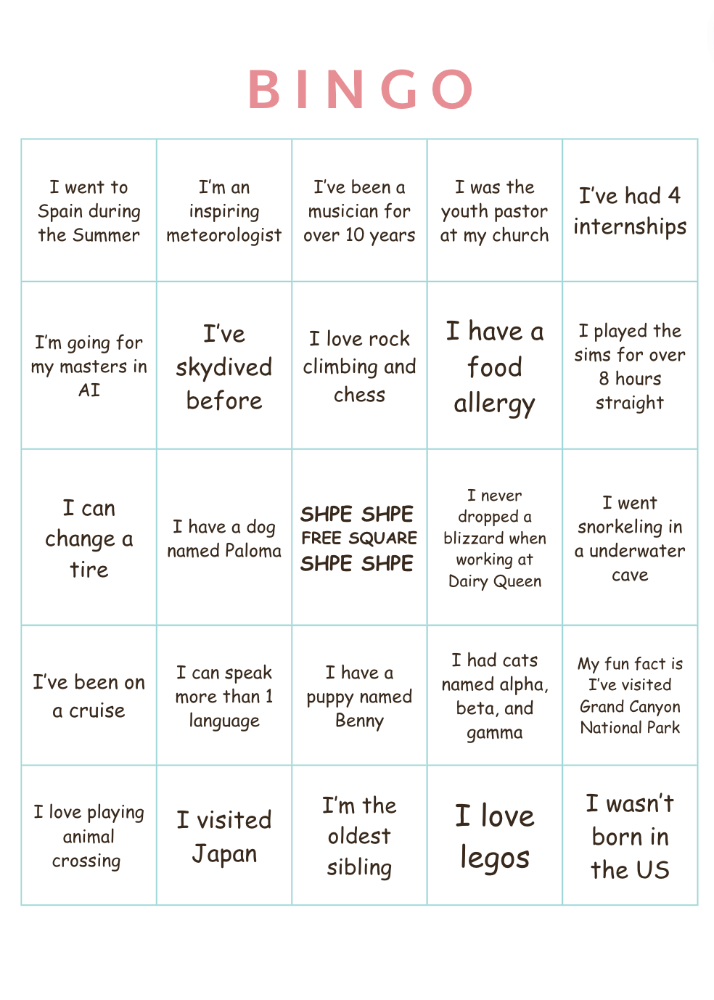 BINGO
I went to
Spain during
the Summer
I'm an
inspiring
meteorologist
I've been a
musician for
over 10 years
I was the
youth pastor
at my church
I've had 4
internships
I'm going for
my masters in
AI
I've
skydived
before
I love rock
climbing and
chess
I have a
food
allergy
I played the
sims for over
8 hours
straight
I can
change a
tire
I have a dog
named Paloma
SHPE SHPE
FREE SQUARE
SHPE SHPE
I never
dropped a
blizzard when
working at
Dairy Queen
I went
snorkeling in
a underwater
cave
I've been on
a cruise
I can speak
more than 1
language
I have a
puppy named
Benny
I had cats
named alpha,
beta, and
gamma
My fun fact is
I've visited
Grand Canyon
National Park
I love playing
animal
crossing
I visited
Japan
I'm the
oldest
sibling
I love
legos
I wasn't
born in
the US